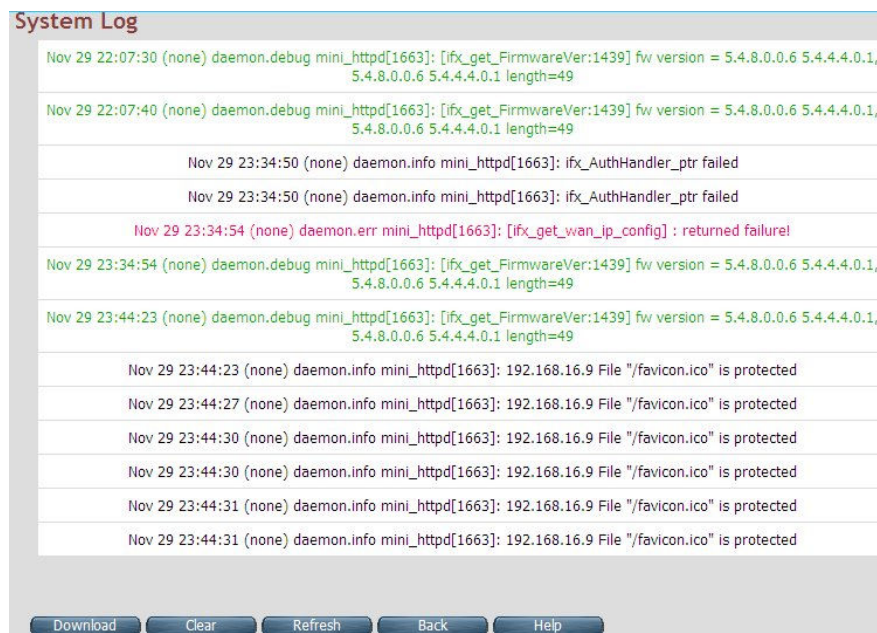 System Log
Nov 29 22:07:30 (none) daemon.debug mini_httpd[1663]: [ifx_get_FirmwareVer:1439] fw version = 5.4.8.0.0.6 5.4.4.4.0.1,
5.4.8.0.0.6 5.4.4.4.0.1 length=49
Nov 29 22:07:40 (none) daemon.debug mini_httpd[1663]: [ifx_get_FirmwareVer:1439] fw version = 5.4.8.0.0.6 5.4.4.4.0.1,
5.4.8.0.0.6 5.4.4.4.0.1 length=49
Nov 29 23:34:50 (none) daemon.info mini_httpd[1663]: ifx_AuthHandler_ptr failed
Nov 29 23:34:50 (none) daemon.info mini_httpd[1663]: ifx_AuthHandler_ptr failed
Nov 29 23:34:54 (none) daemon.err mini_httpd[1663]: [ifx_get_wan_ip_config] : returned failure!
Nov 29 23:34:54 (none) daemon.debug mini_httpd[1663]: [ifx_get_FirmwareVer:1439] fw version = 5.4.8.0.0.6 5.4.4.4.0.1,
5.4.8.0.0.6 5.4.4.4.0.1 length=49
Nov 29 23:44:23 (none) daemon.debug mini_httpd[1663]: [ifx_get_FirmwareVer:1439] fw version = 5.4.8.0.0.6 5.4.4.4.0.1,
5.4.8.0.0.6 5.4.4.4.0.1 length=49
Nov 29 23:44:23 (none) daemon.info mini_httpd[1663]: 192.168.16.9 File "/favicon.ico" is protected
Nov 29 23:44:27 (none) daemon.info mini_httpd[1663]: 192.168.16.9 File "/favicon.ico" is protected
Nov 29 23:44:30 (none) daemon.info mini_httpd[1663]: 192.168.16.9 File "/favicon.ico" is protected
Nov 29 23:44:30 (none) daemon.info mini_httpd[1663]: 192.168.16.9 File "/favicon.ico" is protected
Nov 29 23:44:31 (none) daemon.info mini_httpd[1663]: 192.168.16.9 File "/favicon.ico" is protected
Nov 29 23:44:31 (none) daemon.info mini_httpd[1663]: 192.168.16.9 File "/favicon.ico" is protected
Download Clear Refresh Back Help